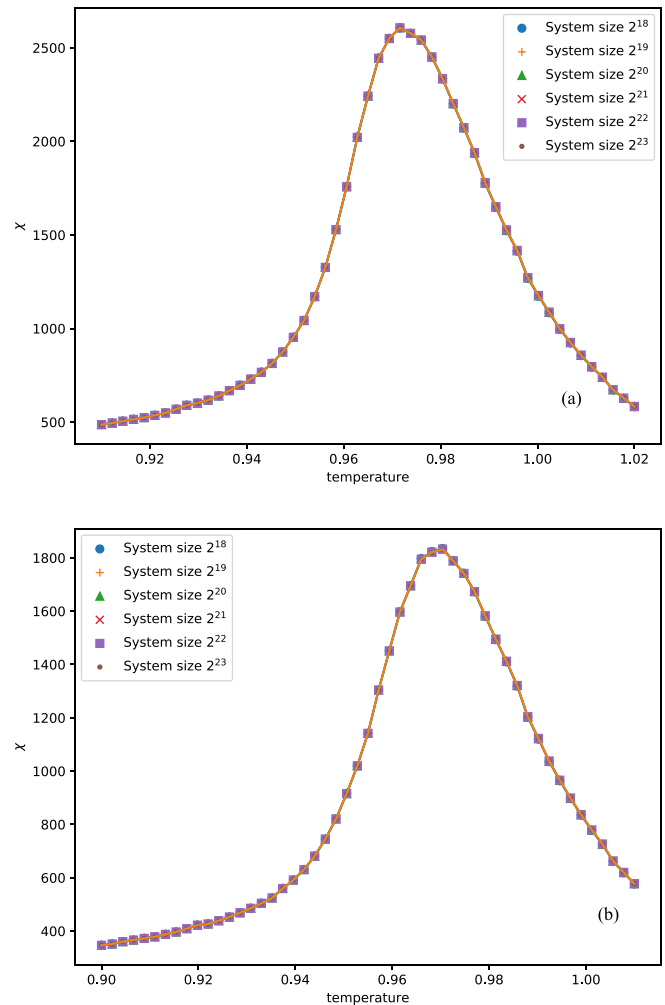 2500
2000
1500
1000
500
χ
System size 2^18
System size 2^19
System size 2^20
System size 2^21
System size 2^22
System size 2^23
(a)
0.92 0.94 0.96 0.98 1.00 1.02
temperature
1800
1600
1400
1200
1000
800
600
400
χ
System size 2^18
System size 2^19
System size 2^20
System size 2^21
System size 2^22
System size 2^23
(b)
0.90 0.92 0.94 0.96 0.98 1.00
temperature